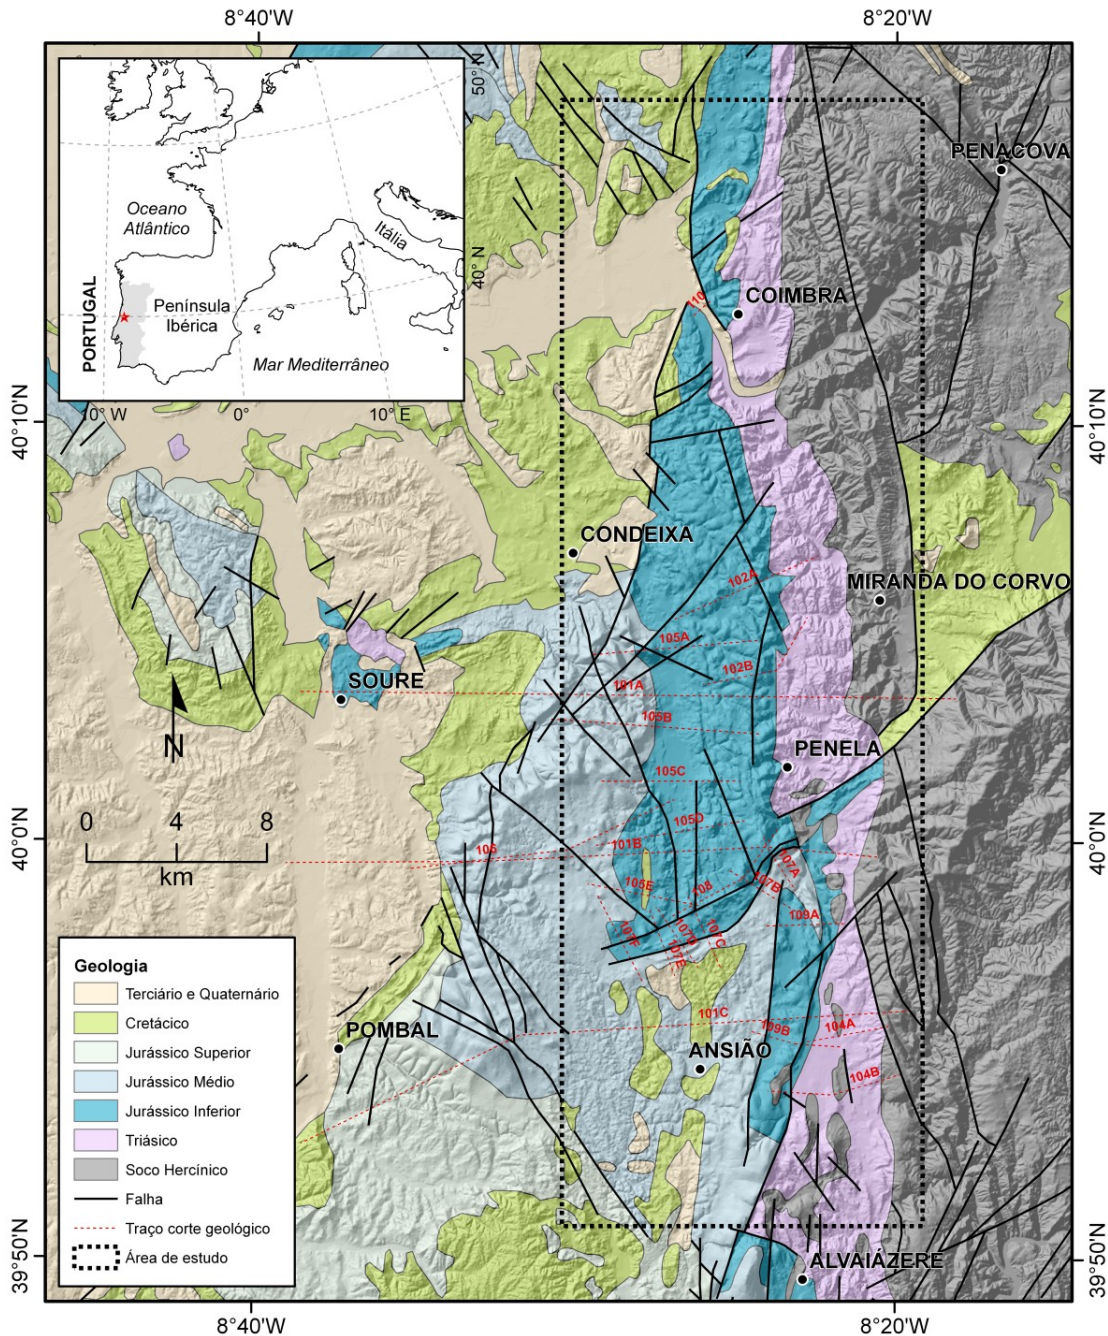 8°40'W
8°20'W
50° N
Oceano
Atlântico
Itália
40° N
PORTUGAL
Península
Ibérica
Mar Mediterrâneo
10°W
0°
10°E
PENACOVA
110
COIMBRA
40°10'N
40°10'N
CONDEIXA
102A
MIRANDA DO CORVO
105A
102B
SOURE
101A
105B
N
PENELA
105C
0
4
8
km
105D
40°0'N
101B
106
40°0'N
107A
105E
108
107B
109A
107F
107D
107C
107E
Geologia
Terciário e Quaternário
Cretácico
Jurássico Superior
Jurássico Médio
Jurássico Inferior
Triásico
Soco Hercínico
Falha
Traço corte geológico
Área de estudo
101C
109B
104A
POMBAL
ANSIÃO
104B
39°50'N
ALVAIÁZERE
39°50'N
8°40'W
8°20'W